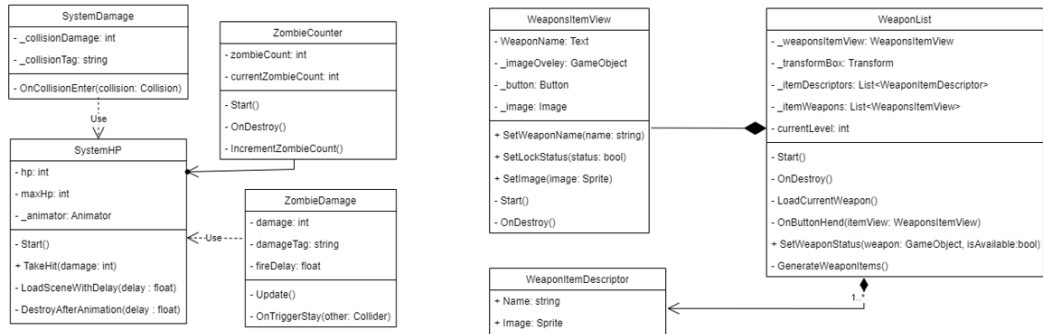 SystemDamage
- _collisionDamage: int
- _collisionTag: string
- OnCollisionEnter(collision: Collision)
Use
SystemHP
- hp: int
- maxHp: int
- _animator: Animator
- Start()
+ TakeHit(damage: int)
- LoadSceneWithDelay(delay : float)
- DestroyAfterAnimation(delay : float)
ZombieCounter
- zombieCount: int
- currentZombieCount: int
- Start()
- OnDestroy()
- IncrementZombieCount()
Use
ZombieDamage
- damage: int
- damageTag: string
- fireDelay: float
- Update()
- OnTriggerStay(other: Collider)
WeaponsItemView
- WeaponName: Text
- _imageOveley: GameObject
- _button: Button
- _image: Image
+ SetWeaponName(name: string)
+ SetLockStatus(status: bool)
+ SetImage(image: Sprite)
- Start()
- OnDestroy()
WeaponList
- _weaponsItemView: WeaponsItemView
- _transformBox: Transform
- _itemDescriptors: List<WeaponItemDescriptor>
- _itemWeapons: List<WeaponsItemView>
- currentLevel: int
- Start()
- OnDestroy()
- LoadCurrentWeapon()
- OnButtonHend(itemView: WeaponsItemView)
+ SetWeaponStatus(weapon: GameObject, isAvailable:bool)
- GenerateWeaponItems()
1..*
WeaponItemDescriptor
+ Name: string
+ Image: Sprite